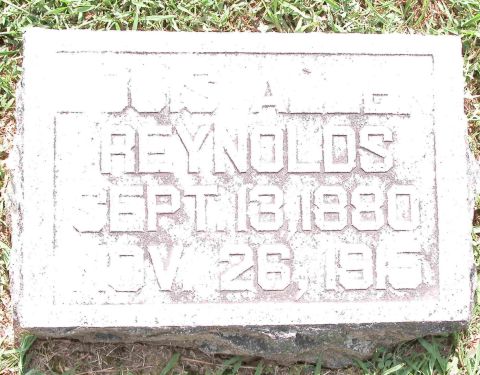 REYNOLDS
SEPT. 13, 1880
NOV. 26, 1915